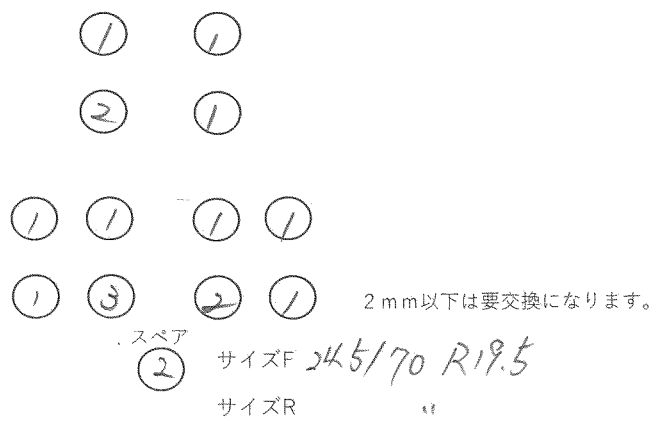 1 1
2 1
1 1 1 1
1 3 2 1
2mm以下は要交換になります。
スペア
2
サイズF 245/70 R19.5
サイズR 〃